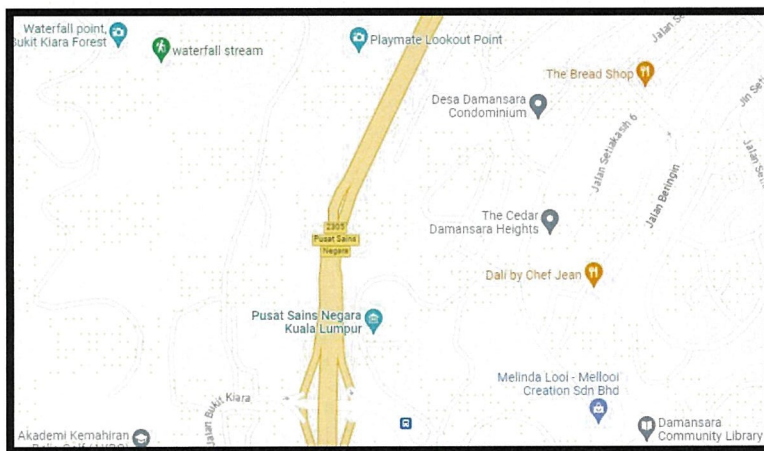 Waterfall point,
Bukit Kiara Forest
waterfall stream
Playmate Lookout Point
The Bread Shop
Desa Damansara
Condominium
Jalan Setiakasih 6
Jalan Beringin
The Cedar
Damansara Heights
2305
Pusat Sains
Negara
Dali by Chef Jean
Pusat Sains Negara
Kuala Lumpur
Melinda Looi - Mellooi
Creation Sdn Bhd
Jalan Bukit Kiara
Akademi Kemahiran
Damansara
Community Library